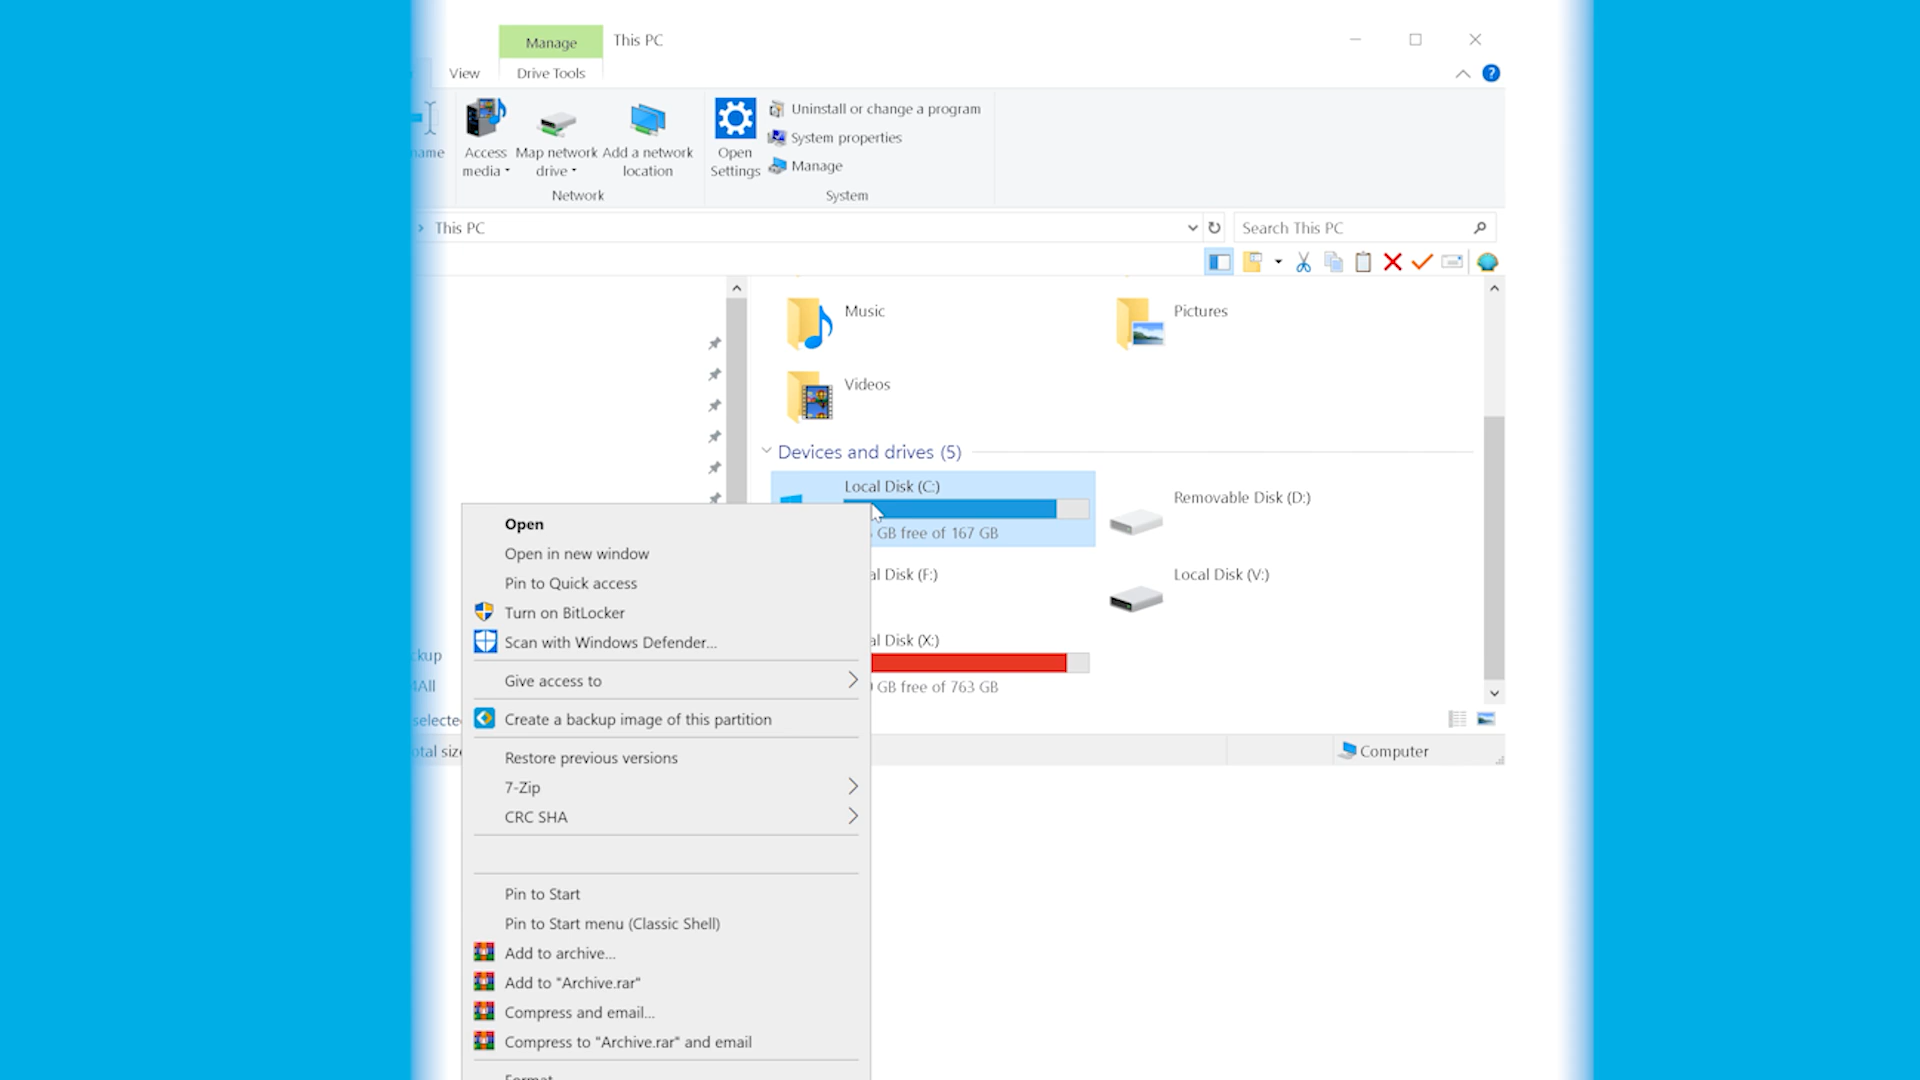 Manage
This PC
View
Drive Tools
Access media
Map network drive
Add a network location
Open Settings
Uninstall or change a program
System properties
Manage
Network
System
This PC
Search This PC
Music
Pictures
Videos
Devices and drives (5)
Local Disk (C:)
GB free of 167 GB
Removable Disk (D:)
al Disk (F:)
Local Disk (V:)
al Disk (X:)
GB free of 763 GB
Open
Open in new window
Pin to Quick access
Turn on BitLocker
Scan with Windows Defender...
Give access to
Create a backup image of this partition
Restore previous versions
7-Zip
CRC SHA
Pin to Start
Pin to Start menu (Classic Shell)
Add to archive...
Add to "Archive.rar"
Compress and email...
Compress to "Archive.rar" and email
Computer